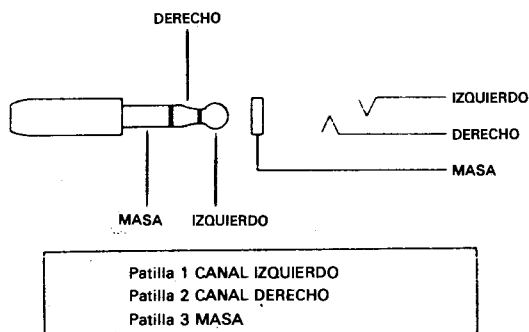 DERECHO
IZQUIERDO
DERECHO
MASA
MASA IZQUIERDO
Patilla 1 CANAL IZQUIERDO
Patilla 2 CANAL DERECHO
Patilla 3 MASA